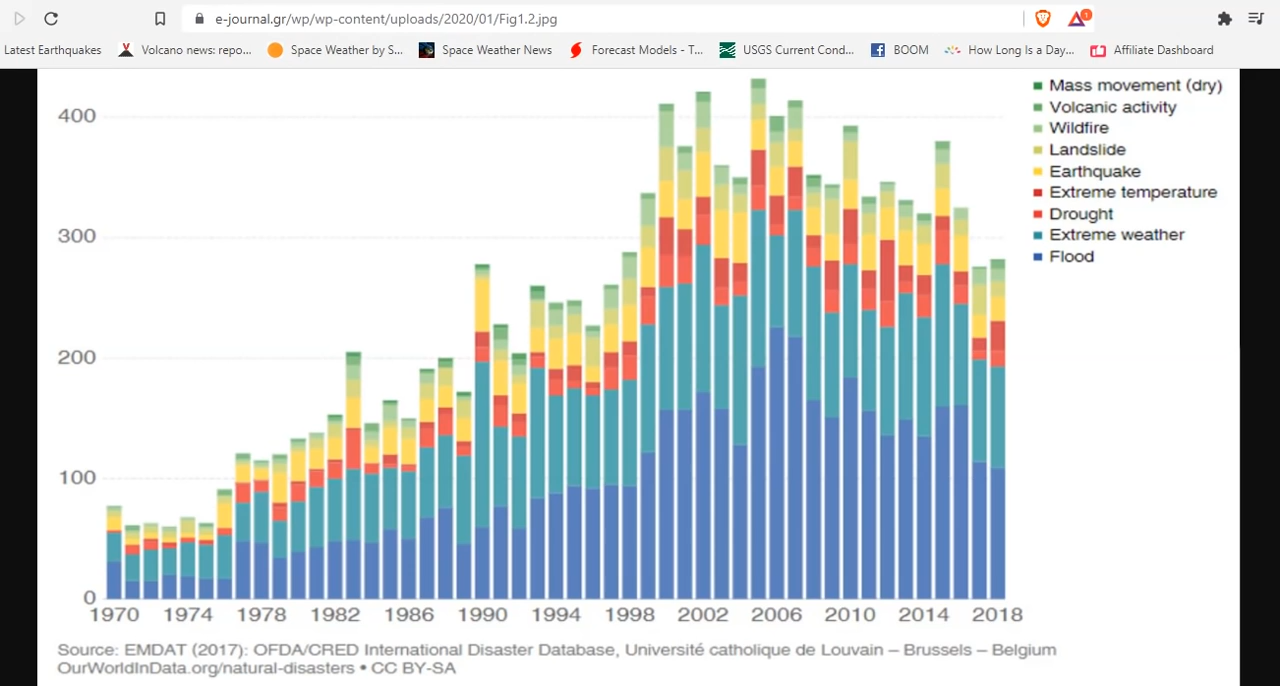 e-journal.gr/wp/wp-content/uploads/2020/01/Fig1.2.jpg
1
Latest Earthquakes Volcano news: repo... Space Weather by S... Space Weather News Forecast Models - T... USGS Current Cond... BOOM How Long Is a Day... Affiliate Dashboard
400
300
200
100
0
1970 1974 1978 1982 1986 1990 1994 1998 2002 2006 2010 2014 2018
Mass movement (dry)
Volcanic activity
Wildfire
Landslide
Earthquake
Extreme temperature
Drought
Extreme weather
Flood
Source: EMDAT (2017): OFDA/CRED International Disaster Database, Université catholique de Louvain – Brussels – Belgium
OurWorldInData.org/natural-disasters • CC BY-SA